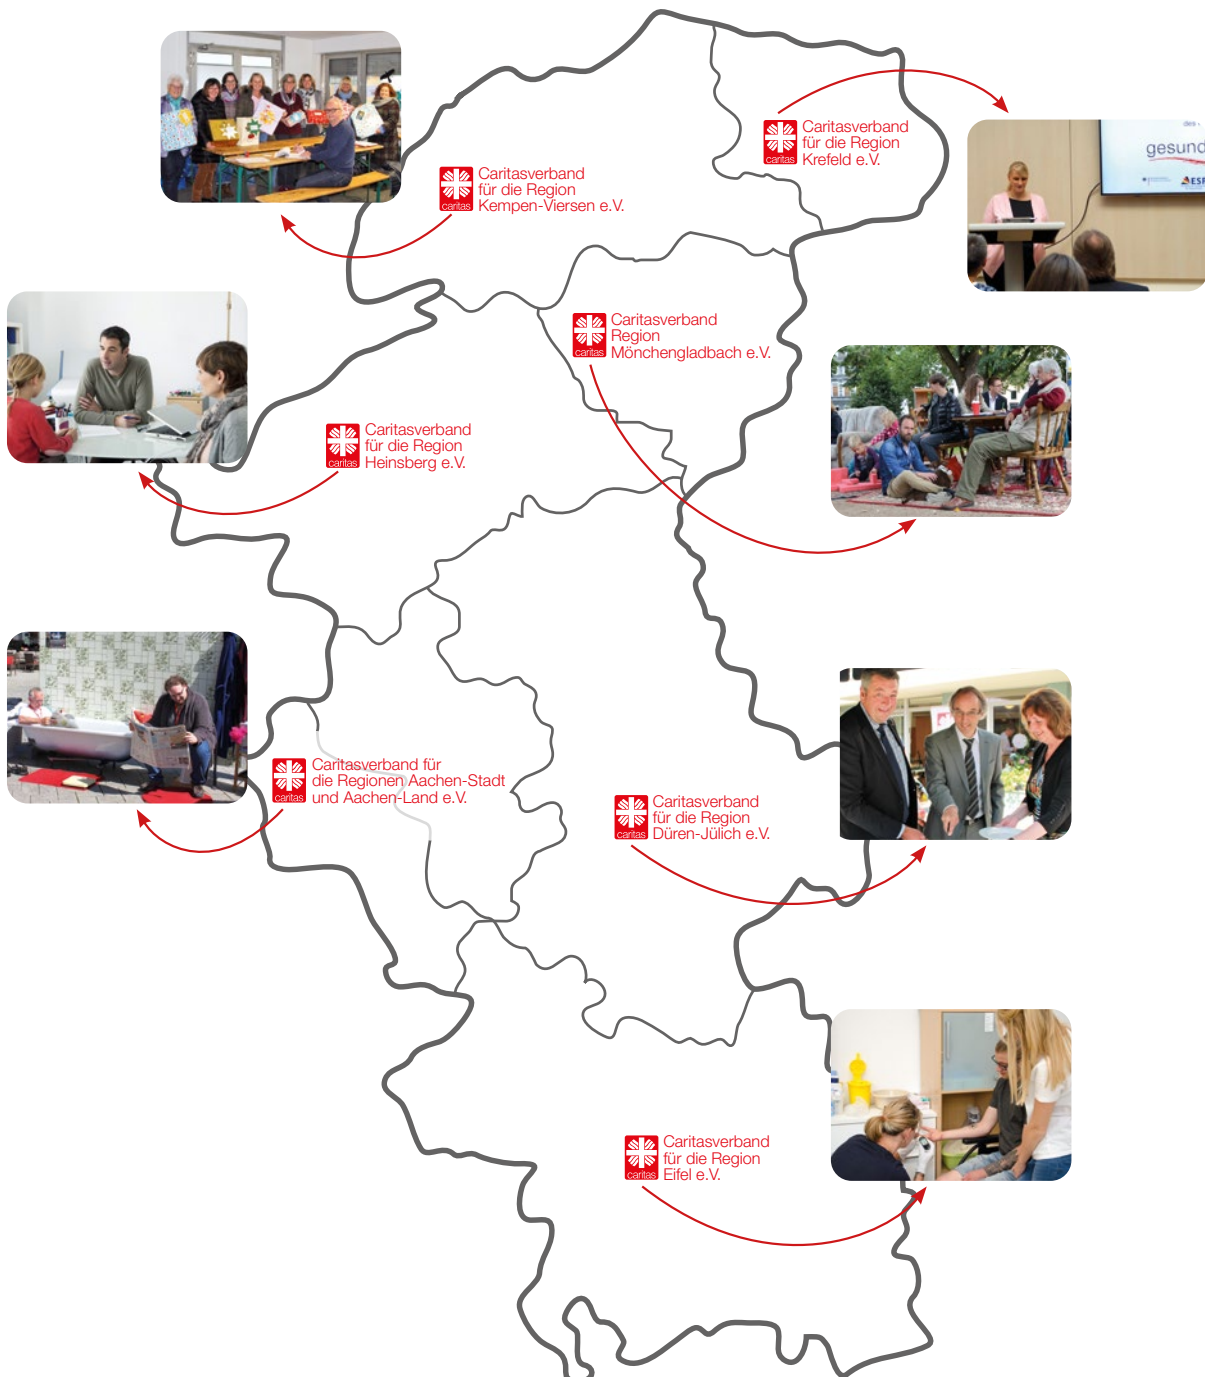 des
gesund
ESF
caritas
Caritasverband
für die Region
Krefeld e.V.
caritas
Caritasverband
für die Region
Kempen-Viersen e.V.
caritas
Caritasverband
Region
Mönchengladbach e.V.
caritas
Caritasverband
für die Region
Heinsberg e.V.
caritas
Caritasverband für
die Regionen Aachen-Stadt
und Aachen-Land e.V.
caritas
Caritasverband
für die Region
Düren-Jülich e.V.
caritas
Caritasverband
für die Region
Eifel e.V.